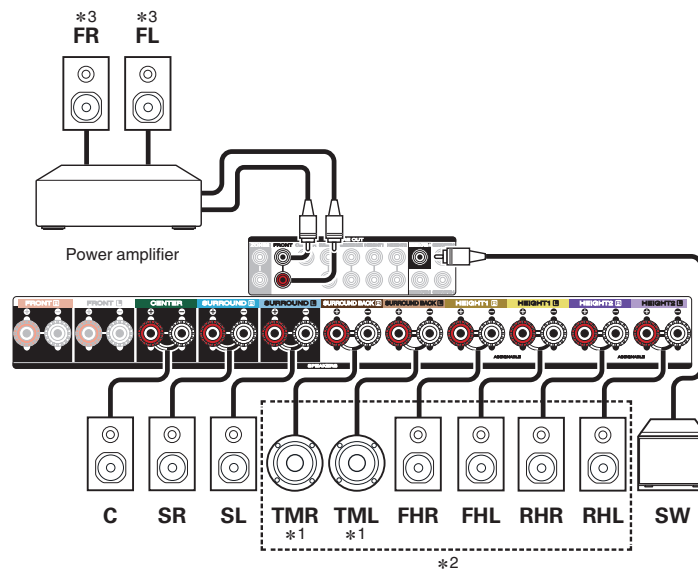 *3 *3
FR FL
Power amplifier
FRONT
FRONT R FRONT L CENTER SURROUND R SURROUND L SURROUND BACK R SURROUND BACK L HEIGHT1 R HEIGHT1 L HEIGHT2 R HEIGHT2 L
ASSIGNABLE ASSIGNABLE
SPEAKERS
C SR SL TMR TML FHR FHL RHR RHL SW
*1 *1
*2